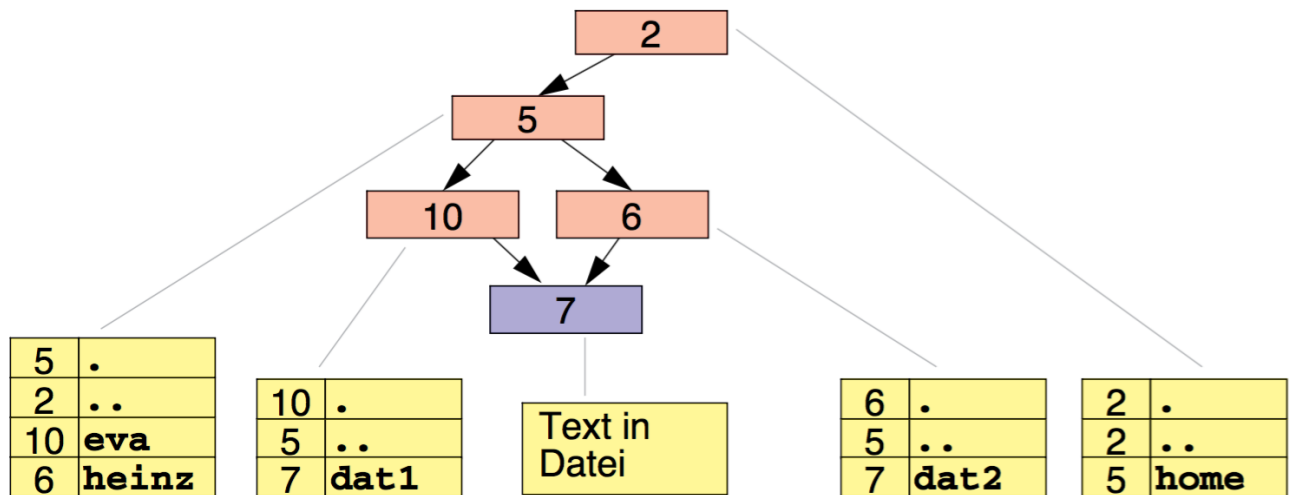 2
5
10 6
7
5 .
2 ..
10 eva
6 heinz
10 .
5 ..
7 dat1
Text in
Datei
6 .
5 ..
7 dat2
2 .
2 ..
5 home